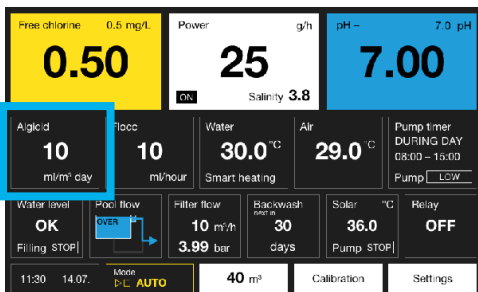 Free chlorine 0.5 mg/L
0.50
Power g/h
25
ON Salinity 3.8
pH – 7.0 pH
7.00
Algicid
10
ml/m³ day
Flocc
10
ml/hour
Water
30.0 °C
Smart heating
Air
29.0 °C
Pump timer
DURING DAY
08:00 – 15:00
Pump LOW
Water level
OK
Filling STOP
Pool flow
OVER
Filter flow
10 m³/h
3.99 bar
Backwash
next in
30
days
Solar °C
36.0
Pump STOP
Relay
OFF
11:30 14.07.
Mode
AUTO
40 m³
Calibration
Settings